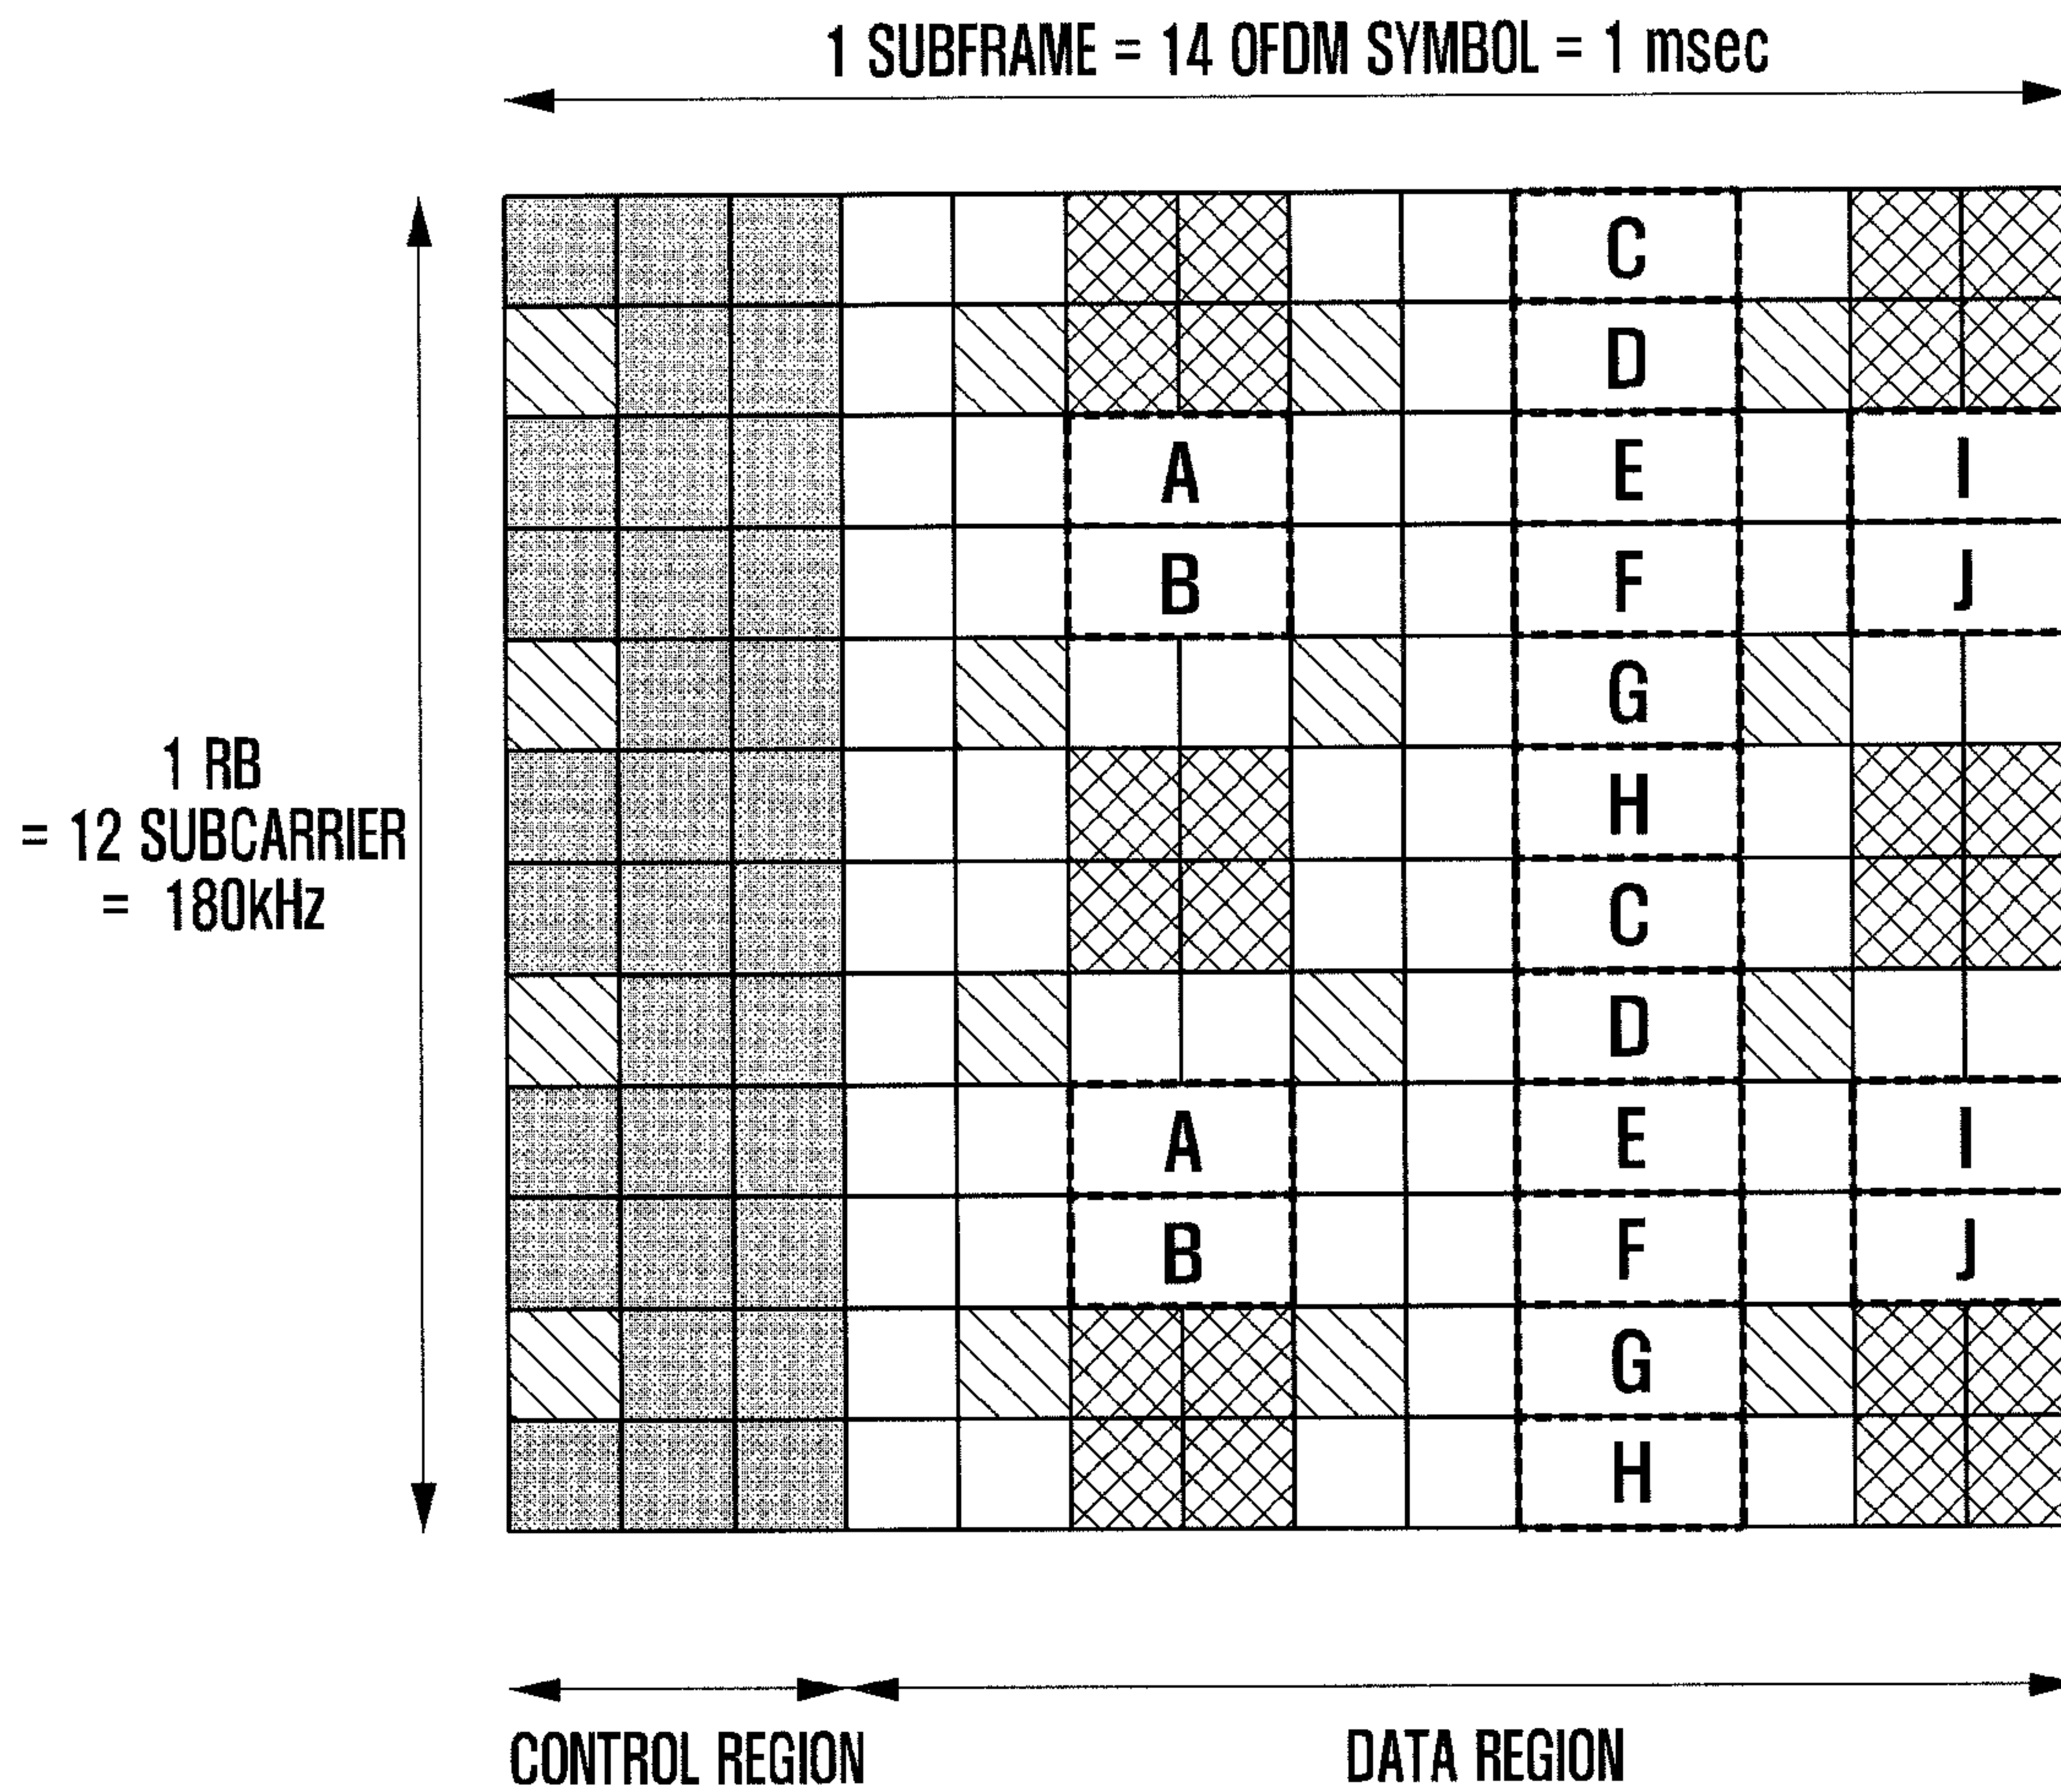 1 SUBFRAME = 14 OFDM SYMBOL = 1 msec
C
D
A E I
B F J
G
1 RB
= 12 SUBCARRIER
= 180kHz
H
C
D
A E I
B F J
G
H
CONTROL REGION DATA REGION